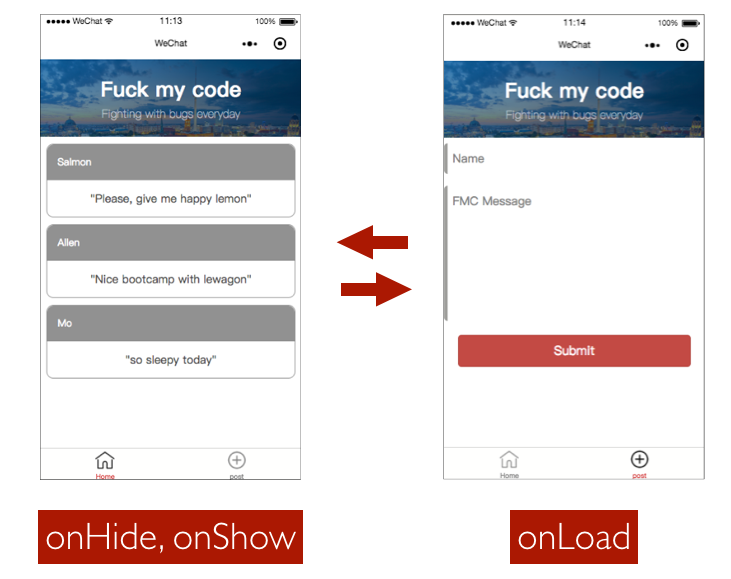 WeChat 11:13 100%
WeChat
Fuck my code
Fighting with bugs everyday
Salmon
"Please, give me happy lemon"
Allen
"Nice bootcamp with lewagon"
Mo
"so sleepy today"
Home post
onHide, onShow
WeChat 11:14 100%
WeChat
Fuck my code
Fighting with bugs everyday
Name
FMC Message
Submit
Home post
onLoad